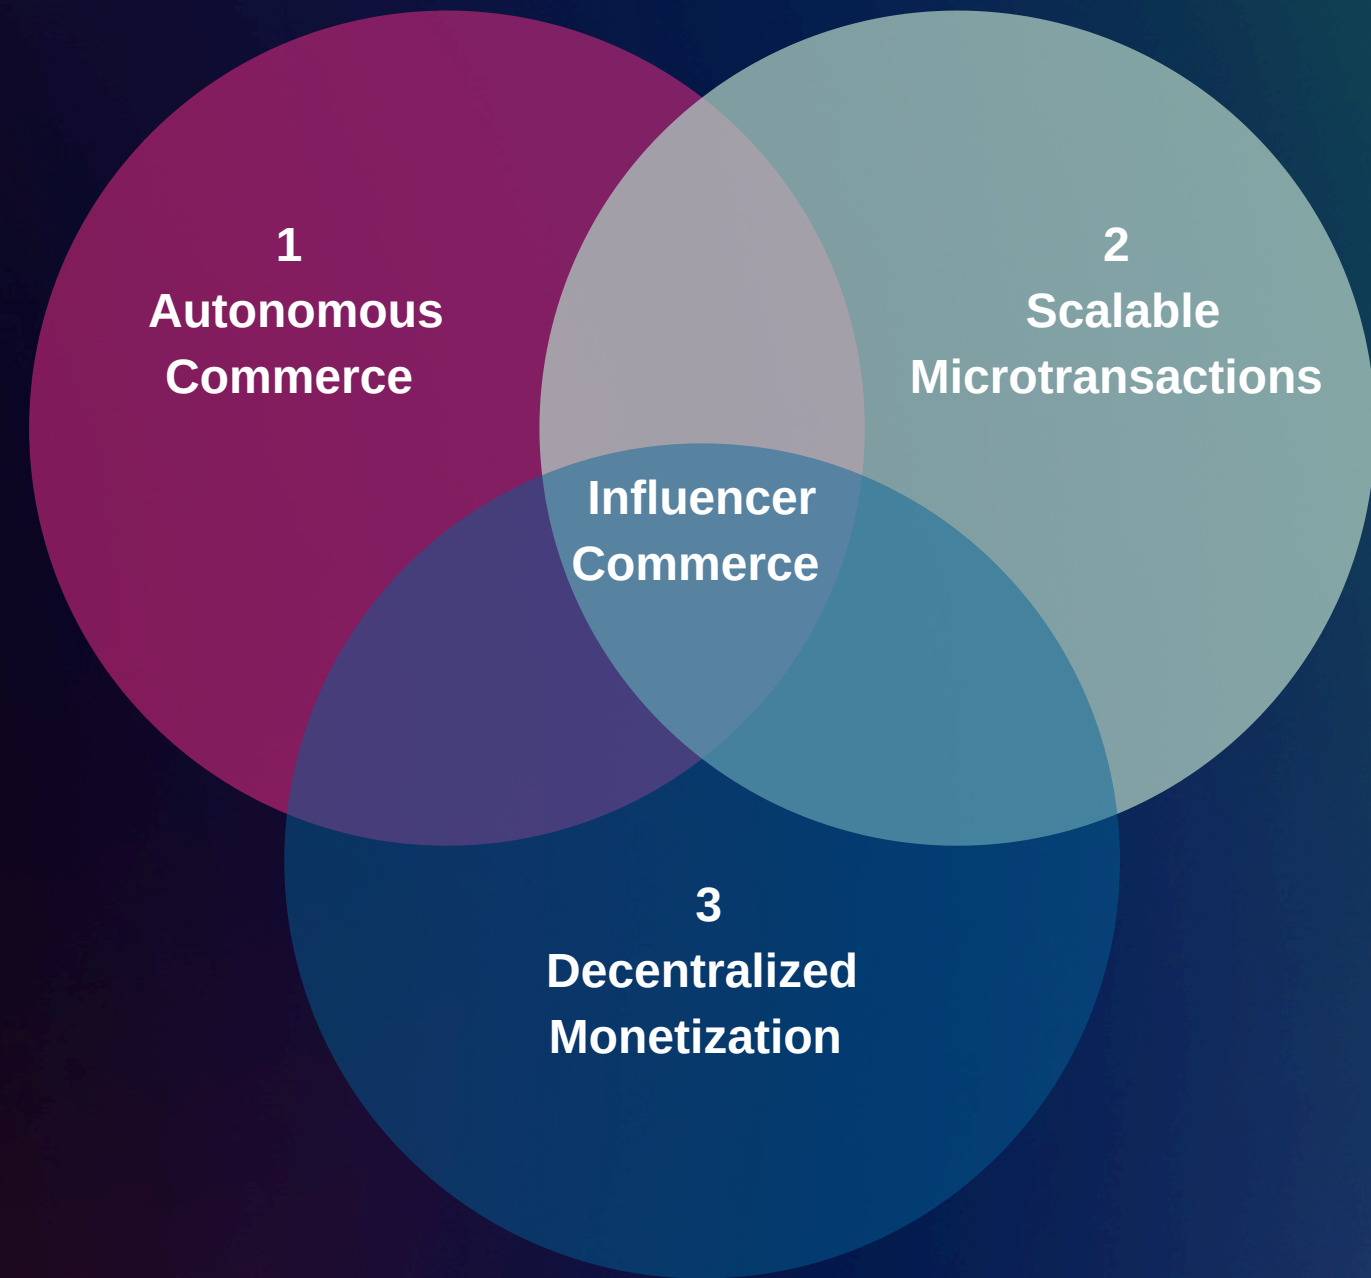 1
Autonomous
Commerce
2
Scalable
Microtransactions
Influencer
Commerce
3
Decentralized
Monetization